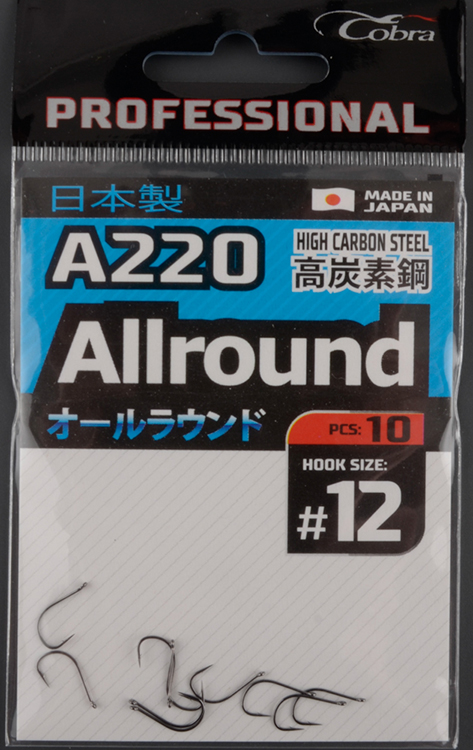 Cobra
PROFESSIONAL
日本製
MADE IN
JAPAN
A220
HIGH CARBON STEEL
高炭素鋼
Allround
オールラウンド
PCS: 10
HOOK SIZE:
#12